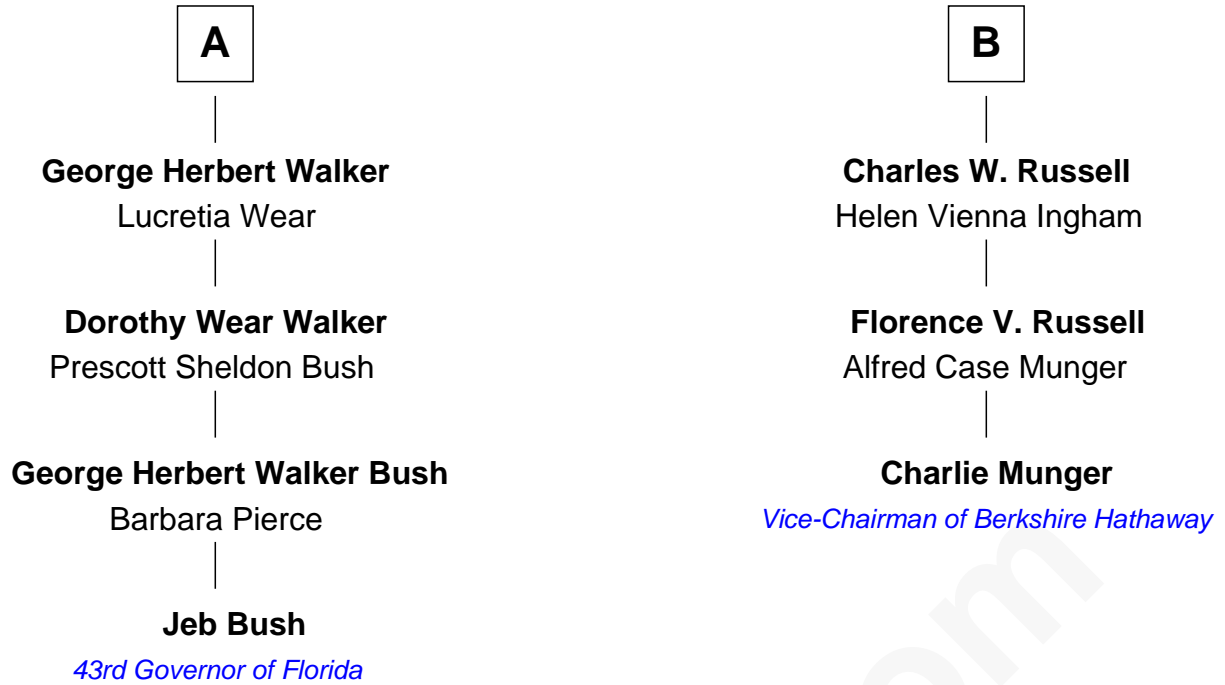 A
George Herbert Walker
Lucretia Wear
Dorothy Wear Walker
Prescott Sheldon Bush
George Herbert Walker Bush
Barbara Pierce
Jeb Bush
43rd Governor of Florida
B
Charles W. Russell
Helen Vienna Ingham
Florence V. Russell
Alfred Case Munger
Charlie Munger
Vice-Chairman of Berkshire Hathaway
om